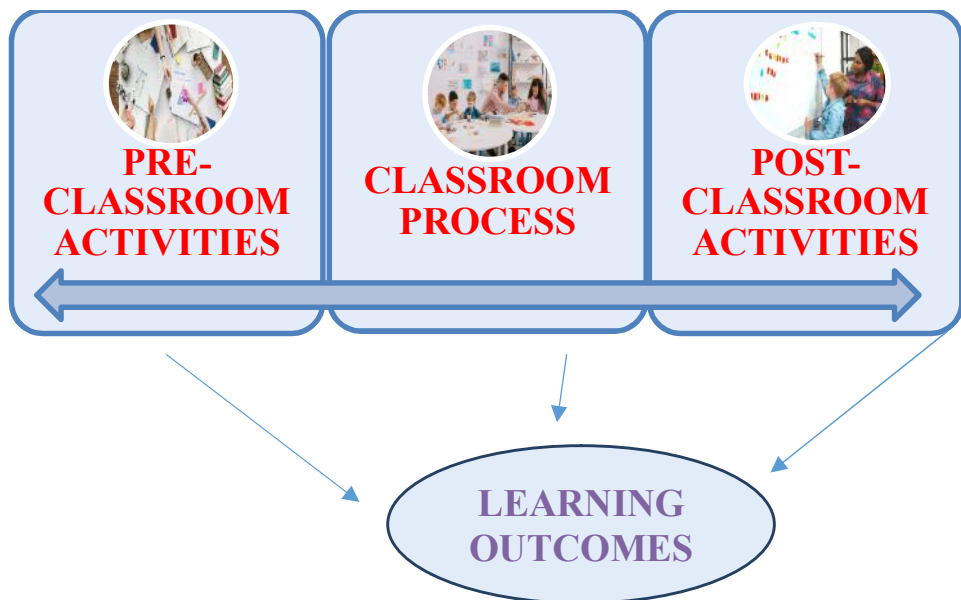 PRE-
CLASSROOM
ACTIVITIES
CLASSROOM
PROCESS
POST-
CLASSROOM
ACTIVITIES
LEARNING
OUTCOMES